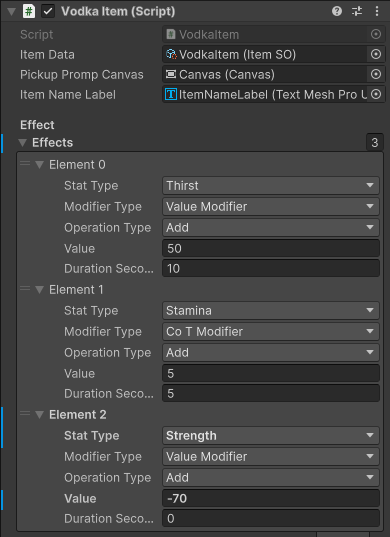 Vodka Item (Script)
Script VodkaItem
Item Data VodkaItem (Item SO)
Pickup Promp Canvas Canvas (Canvas)
Item Name Label ItemNameLabel (Text Mesh Pro U
Effect
Effects 3
Element 0
Stat Type Thirst
Modifier Type Value Modifier
Operation Type Add
Value 50
Duration Seco... 10
Element 1
Stat Type Stamina
Modifier Type Co T Modifier
Operation Type Add
Value 5
Duration Seco... 5
Element 2
Stat Type Strength
Modifier Type Value Modifier
Operation Type Add
Value -70
Duration Seco... 0